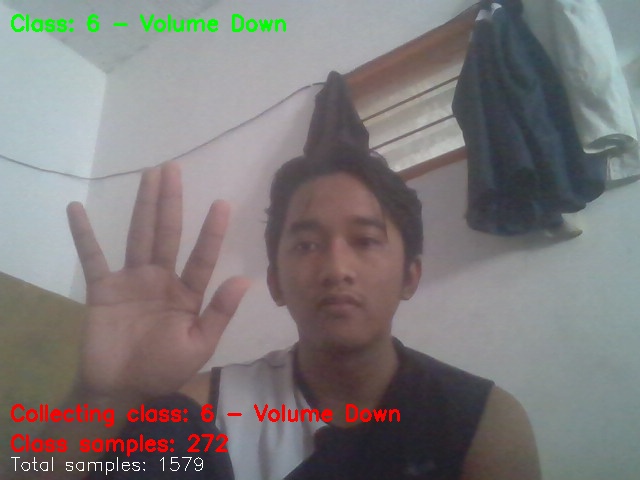 Class: 6 - Volume Down
Collecting class: 6 - Volume Down
Class samples: 272
Total samples: 1579